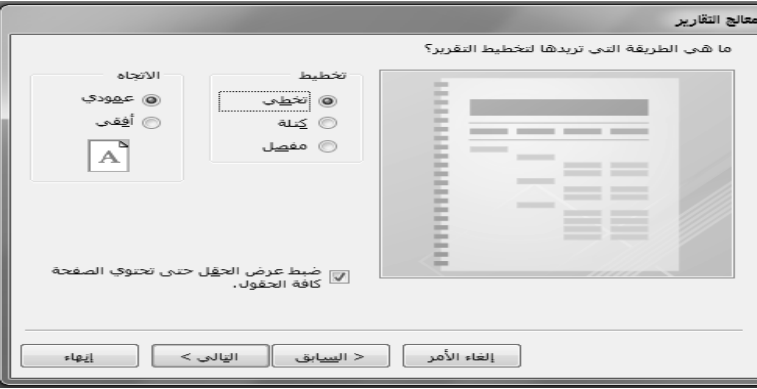 معالج التقارير
ما هي الطريقة التي تريدها لتخطيط التقرير؟
تخطيط
تخطي
كتلة
مفصل
الاتجاه
عمودي
أفقي
A
ضبط عرض الحقل حتى تحتوي الصفحة
كافة الحقول.
إلغاء الأمر
< السابق
التالي >
إنهاء